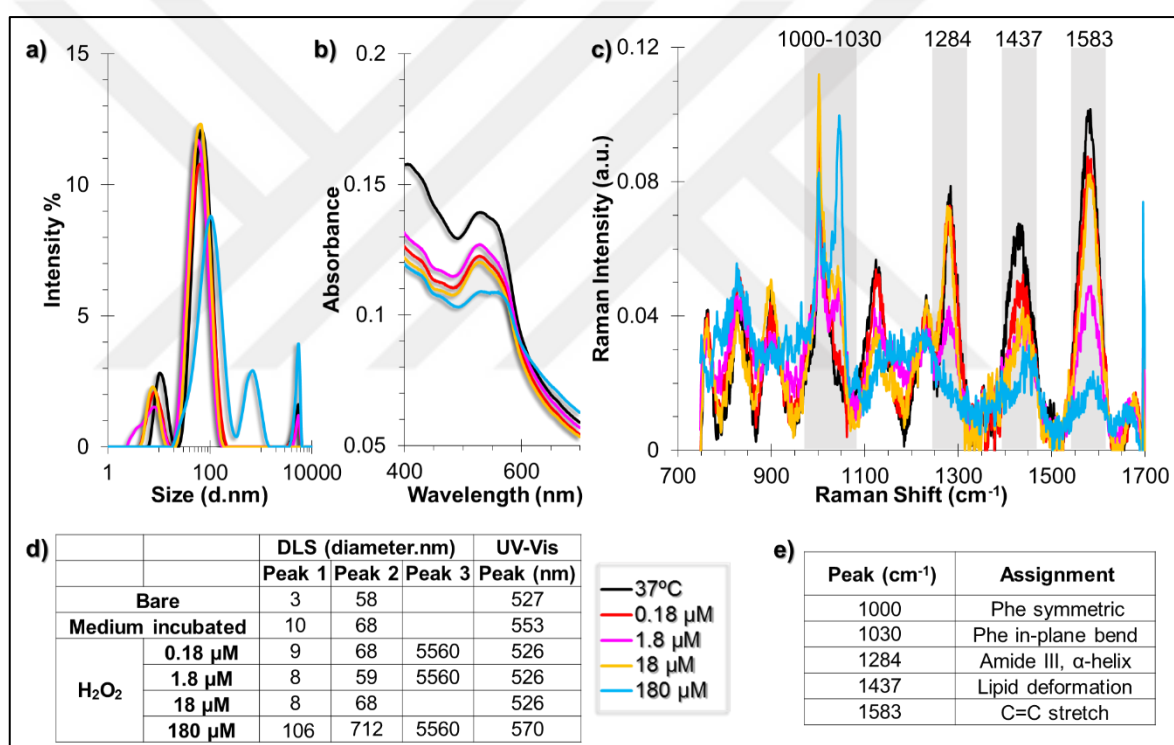 a)
15
10
5
0
Intensity %
1
100
10000
Size (d.nm)
b)
0.2
0.15
0.1
0.05
Absorbance
400
600
Wavelength (nm)
c)
1000-1030 1284 1437 1583
0.12
0.08
0.04
0
Raman Intensity (a.u.)
700 900 1100 1300 1500 1700
Raman Shift (cm⁻¹)
d)
DLS (diameter.nm) UV-Vis
Peak 1 Peak 2 Peak 3 Peak (nm)
Bare 3 58 527
Medium incubated 10 68 553
H₂O₂
0.18 µM 9 68 5560 526
1.8 µM 8 59 5560 526
18 µM 8 68 526
180 µM 106 712 5560 570
37ºC
0.18 µM
1.8 µM
18 µM
180 µM
e)
Peak (cm⁻¹) Assignment
1000 Phe symmetric
1030 Phe in-plane bend
1284 Amide III, α-helix
1437 Lipid deformation
1583 C=C stretch